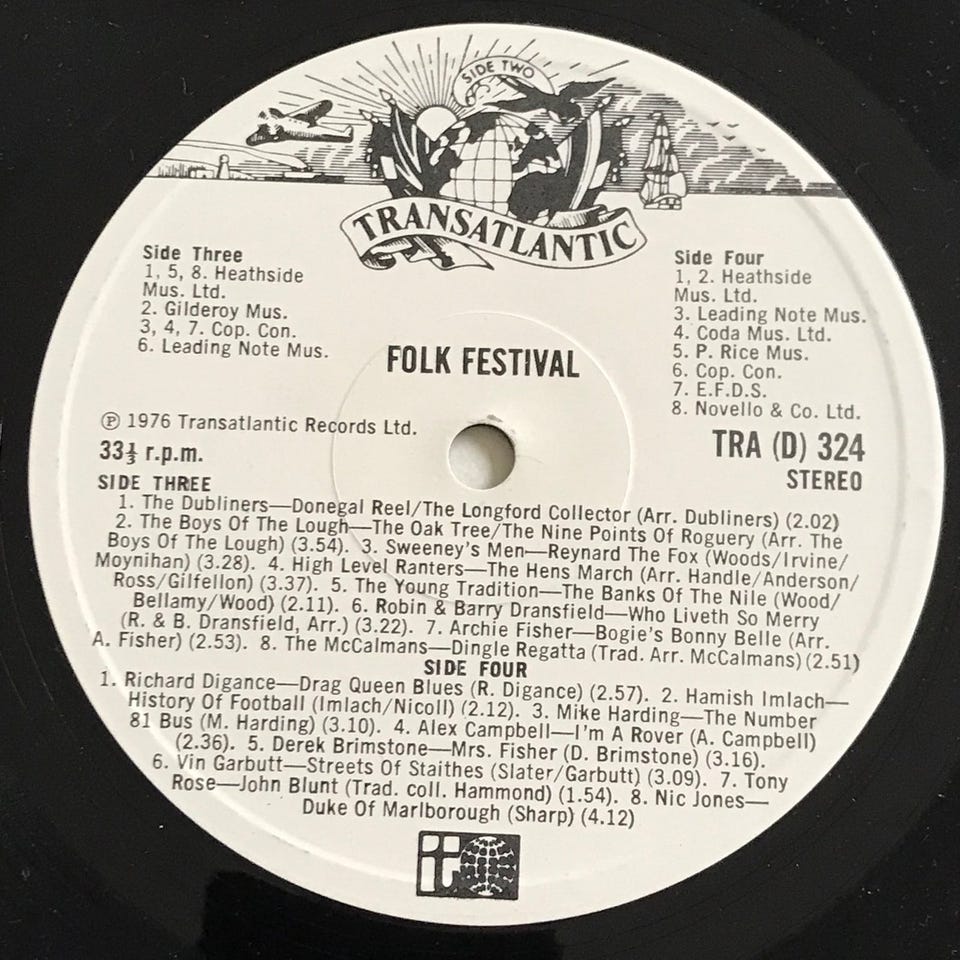 SIDE TWO
TRANSATLANTIC
Side Three
1, 5, 8. Heathside
Mus. Ltd.
2. Gilderoy Mus.
3, 4, 7. Cop. Con.
6. Leading Note Mus.
Side Four
1, 2. Heathside
Mus. Ltd.
3. Leading Note Mus.
4. Coda Mus. Ltd.
5. P. Rice Mus.
6. Cop. Con.
7. E.F.D.S.
8. Novello & Co. Ltd.
FOLK FESTIVAL
℗ 1976 Transatlantic Records Ltd.
33⅓ r.p.m.
TRA (D) 324
STEREO
SIDE THREE
1. The Dubliners—Donegal Reel/The Longford Collector (Arr. Dubliners) (2.02)
2. The Boys Of The Lough—The Oak Tree/The Nine Points Of Roguery (Arr. The
Boys Of The Lough) (3.54). 3. Sweeney's Men—Reynard The Fox (Woods/Irvine/
Moynihan) (3.28). 4. High Level Ranters—The Hens March (Arr. Handle/Anderson/
Ross/Gilfellon) (3.37). 5. The Young Tradition—The Banks Of The Nile (Wood/
Bellamy/Wood) (2.11). 6. Robin & Barry Dransfield—Who Liveth So Merry
(R. & B. Dransfield, Arr.) (3.22). 7. Archie Fisher—Bogie's Bonny Belle (Arr.
A. Fisher) (2.53). 8. The McCalmans—Dingle Regatta (Trad. Arr. McCalmans) (2.51)
SIDE FOUR
1. Richard Digance—Drag Queen Blues (R. Digance) (2.57). 2. Hamish Imlach—
History Of Football (Imlach/Nicoll) (2.12). 3. Mike Harding—The Number
81 Bus (M. Harding) (3.10). 4. Alex Campbell—I'm A Rover (A. Campbell)
(2.36). 5. Derek Brimstone—Mrs. Fisher (D. Brimstone) (3.16).
6. Vin Garbutt—Streets Of Staithes (Slater/Garbutt) (3.09). 7. Tony
Rose—John Blunt (Trad. coll. Hammond) (1.54). 8. Nic Jones—
Duke Of Marlborough (Sharp) (4.12)
it